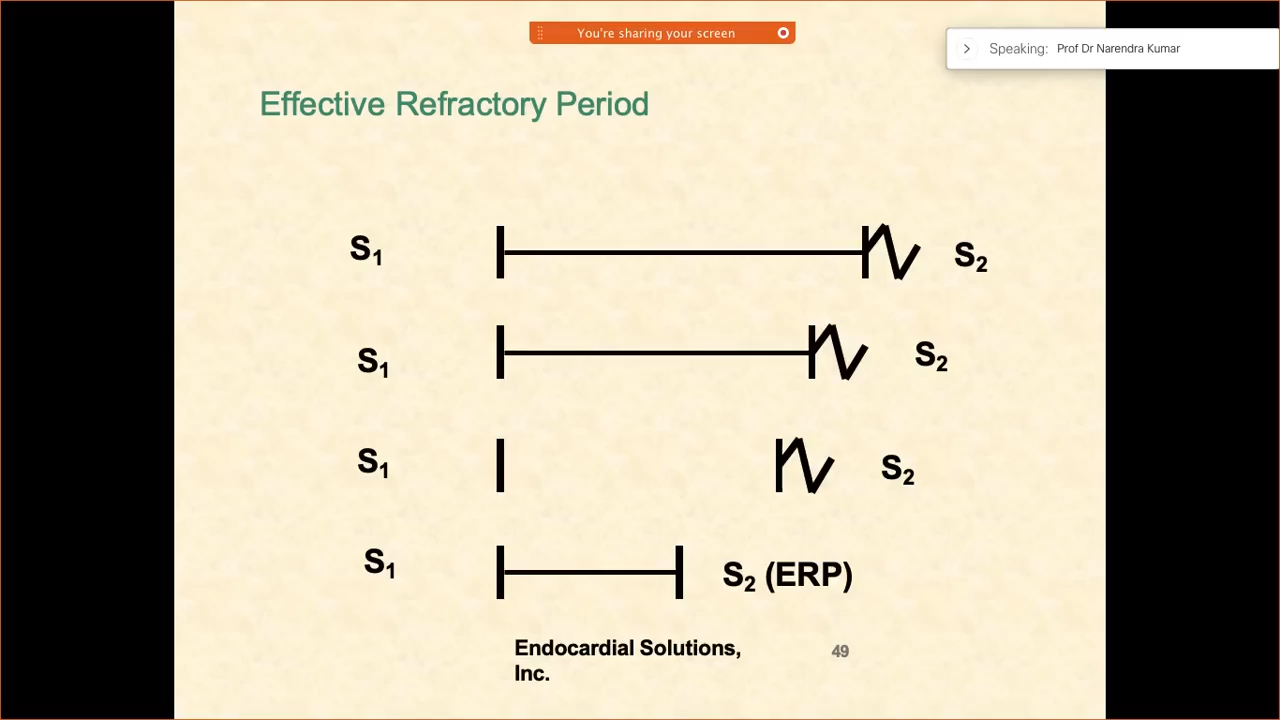 You're sharing your screen
Speaking: Prof Dr Narendra Kumar
Effective Refractory Period
S₁ S₂
S₁ S₂
S₁ S₂
S₁ S₂ (ERP)
Endocardial Solutions,
Inc.
49